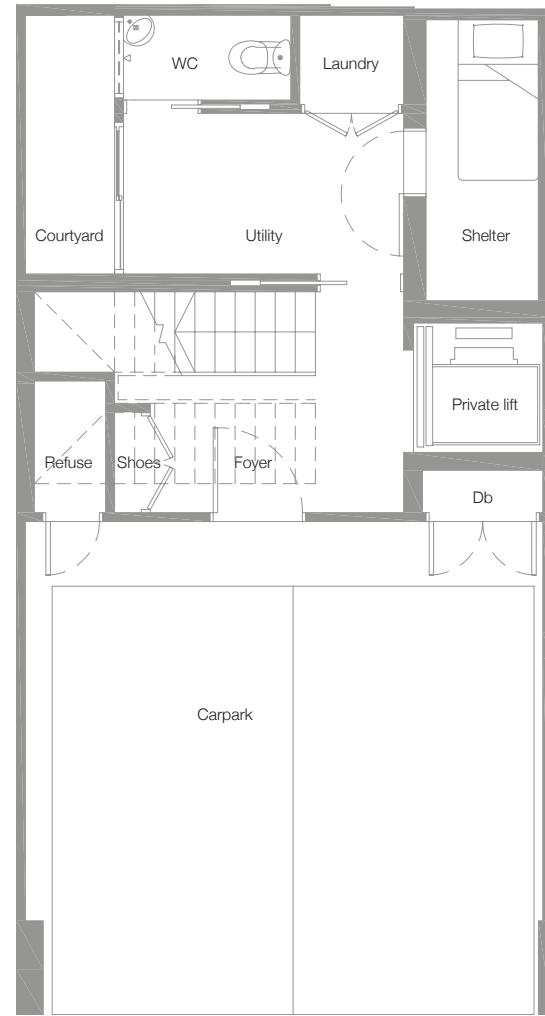 WC
Laundry
Courtyard
Utility
Shelter
Private lift
Refuse
Shoes
Foyer
Db
Carpark